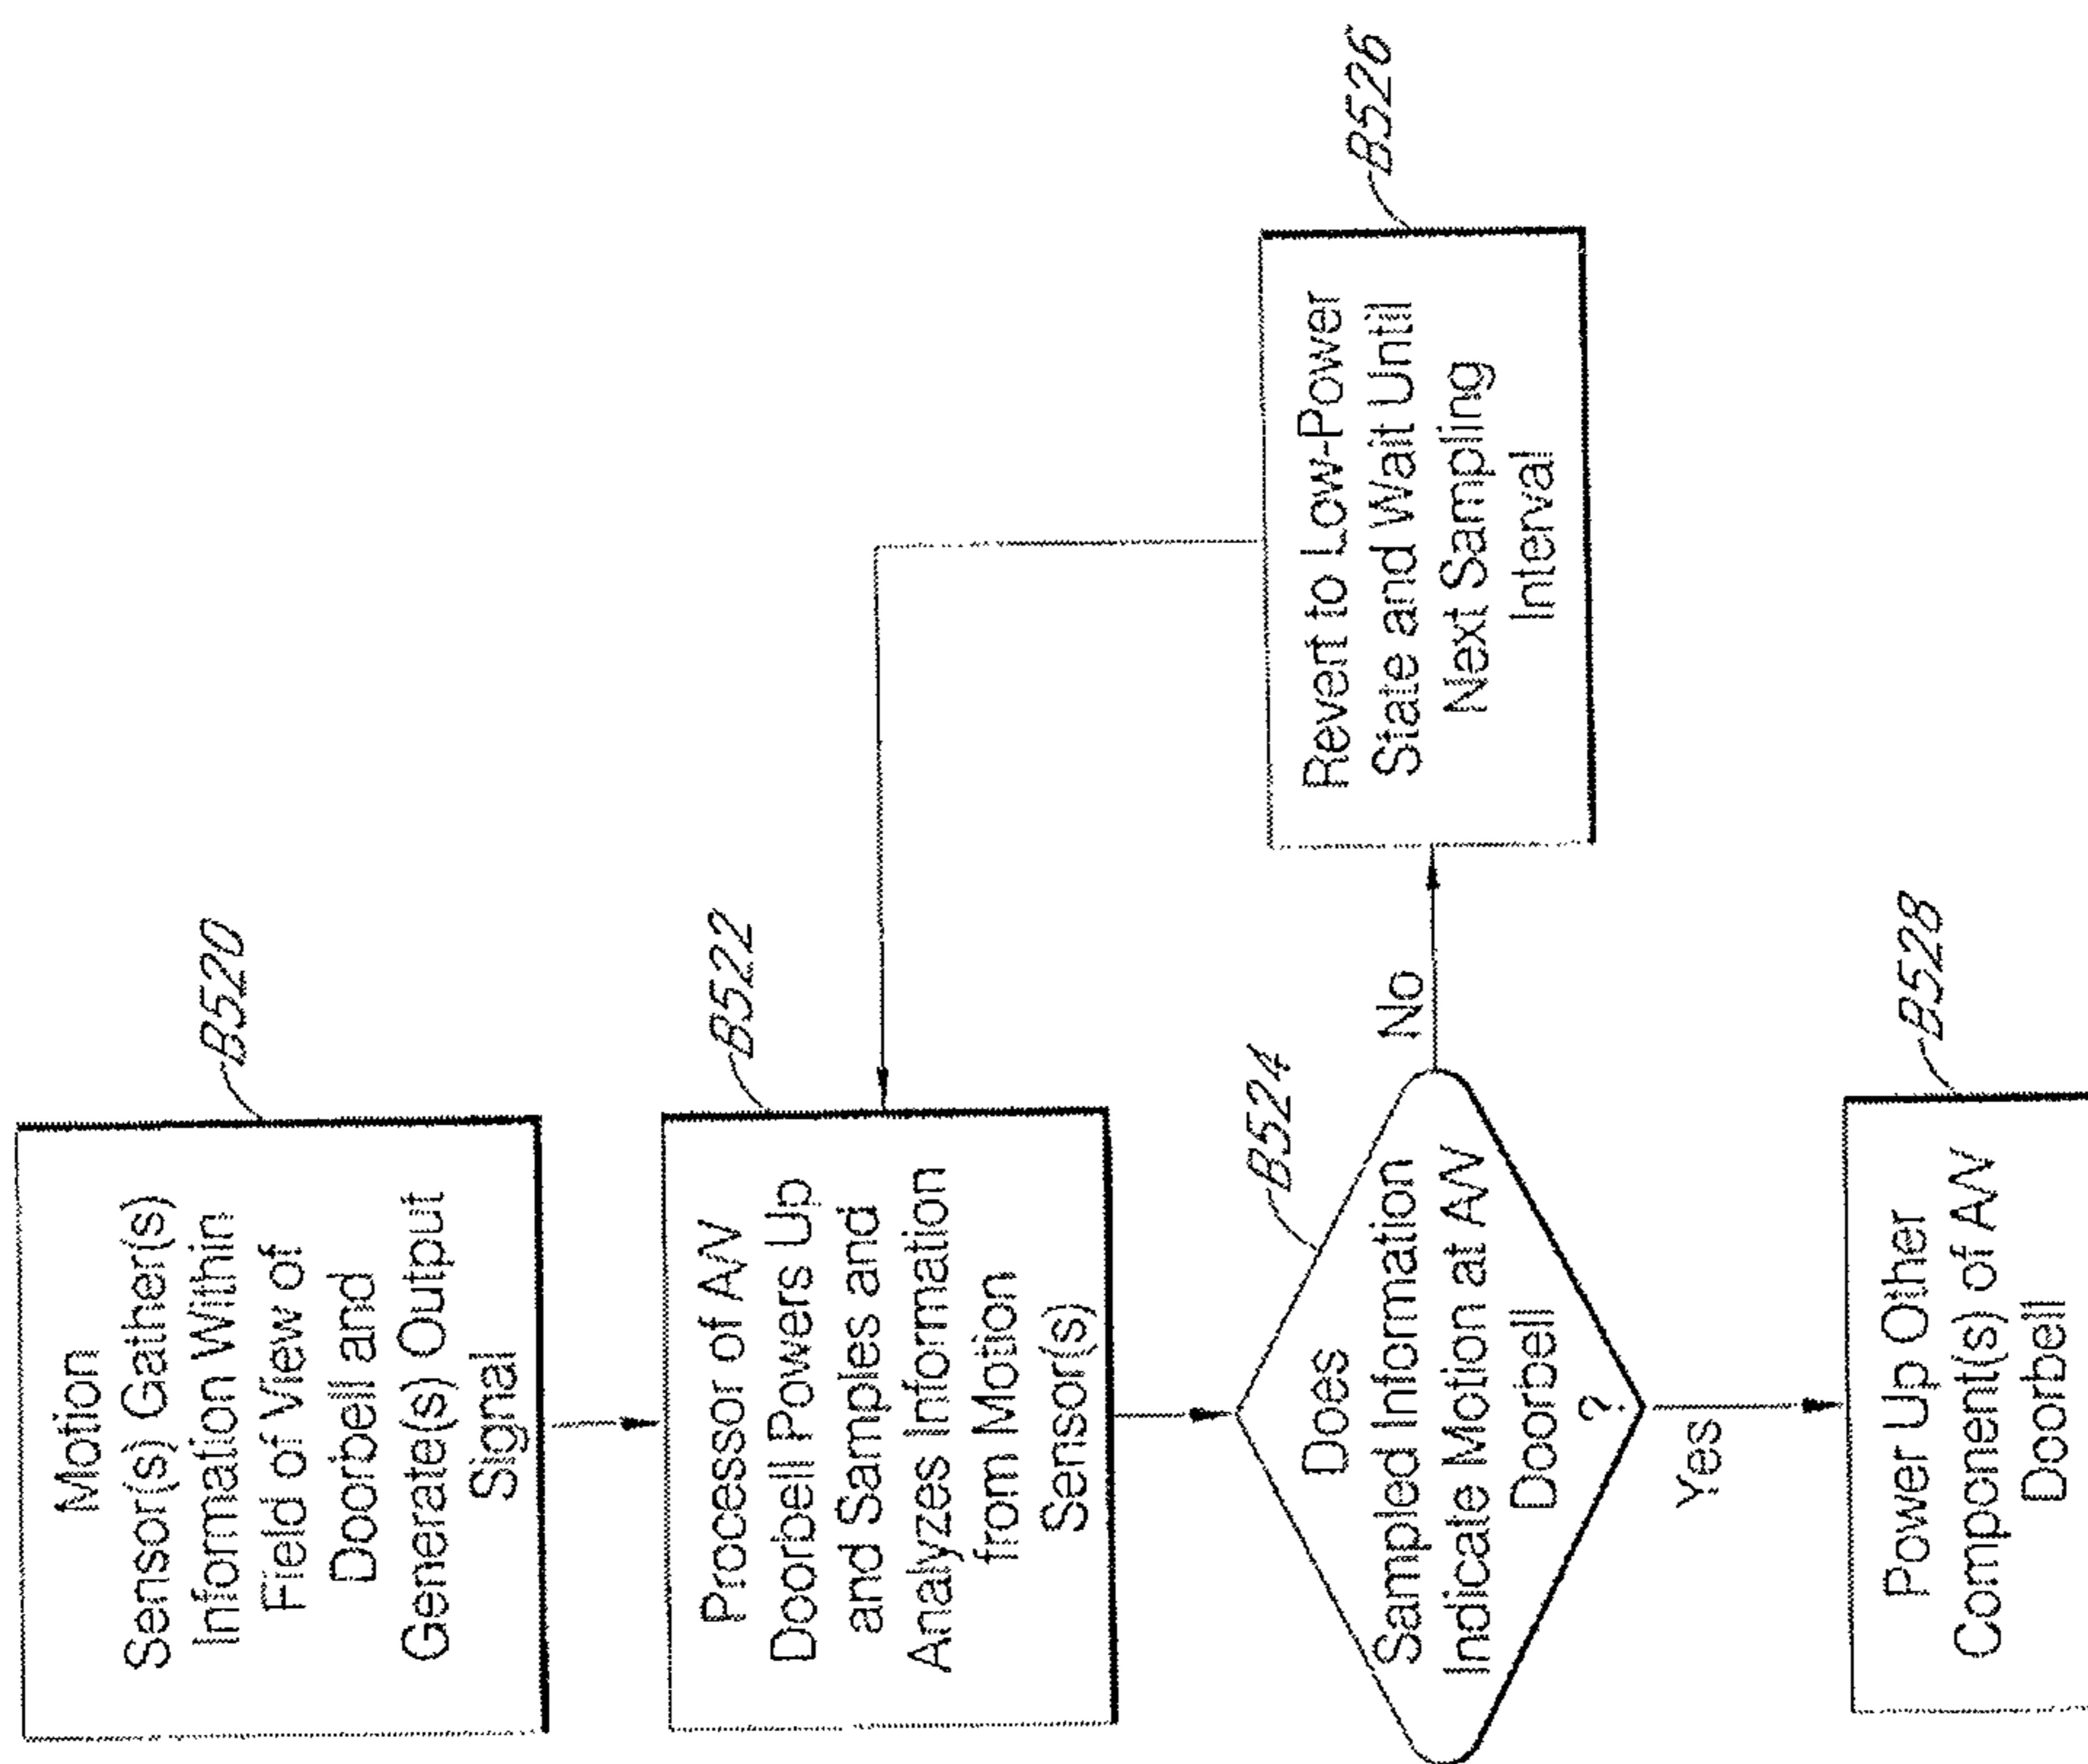 B520
Motion
Sensor(s) Gather(s)
Information Within
Field of View of
Doorbell and
Generate(s) Output
Signal
B522
Processor of A/V
Doorbell Powers Up
and Samples and
Analyzes Information
from Motion
Sensor(s)
B524
Does
Sampled Information
Indicate Motion at A/V
Doorbell
?
No
B526
Revert to Low-Power
State and Wait Until
Next Sampling
Interval
Yes
B528
Power Up Other
Component(s) of A/V
Doorbell